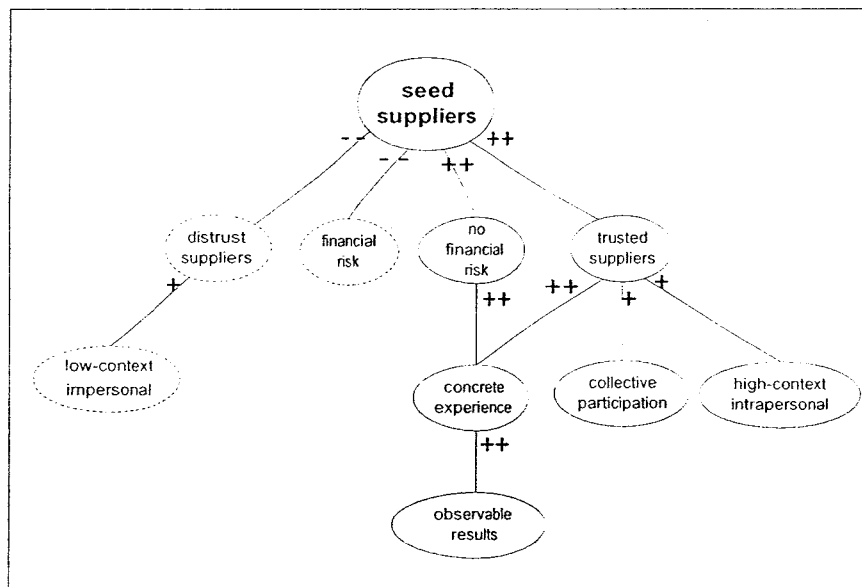 seed
suppliers
- -
- -
++
++
distrust
suppliers
financial
risk
no
financial
risk
trusted
suppliers
+
++
++
+
+
low-context
impersonal
concrete
experience
collective
participation
high-context
intrapersonal
++
observable
results